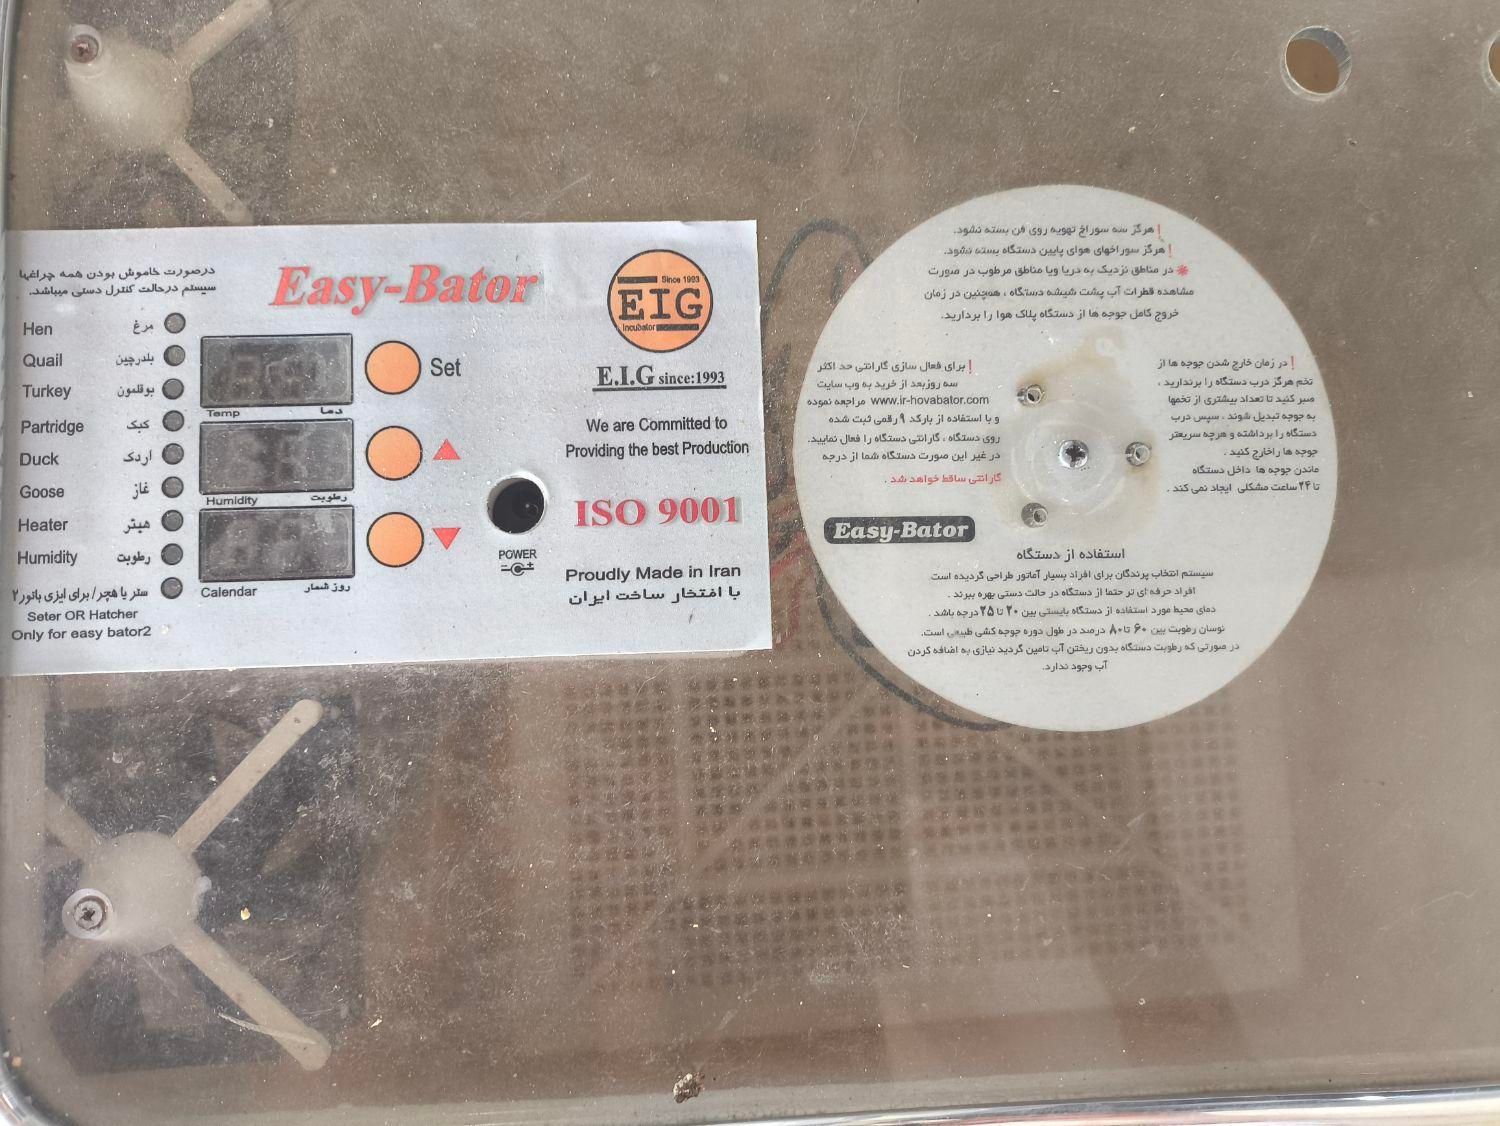 درصورت خاموش بودن همه چراغها
سیستم درحالت کنترل دستی میباشد.
Easy-Bator
Since 1993
EIG
Incubator
Hen مرغ
Quail بلدرچین
Turkey بوقلمون
Partridge کبک
Duck اردک
Goose غاز
Heater هیتر
Humidity رطوبت
ستر یا هچر/ برای ایزی باتور۲
Seter OR Hatcher
Only for easy bator2
Set
Temp دما
Humidity رطوبت
Calendar روز شمار
E.I.G since:1993
We are Committed to
Providing the best Production
ISO 9001
POWER
Proudly Made in Iran
با افتخار ساخت ایران
! هرگز سه سوراخ تهویه روی فن بسته نشود.
! هرگز سوراخهای هوای پایین دستگاه بسته نشود.
* در مناطق نزدیک به دریا ویا مناطق مرطوب در صورت
مشاهده قطرات آب پشت شیشه دستگاه ، همچنین در زمان
خروج کامل جوجه ها از دستگاه پلاک هوا را بردارید.
! در زمان خارج شدن جوجه ها از
تخم هرگز درب دستگاه را برندارید ،
صبر کنید تا تعداد بیشتری از تخمها
به جوجه تبدیل شوند ، سپس درب
دستگاه را برداشته و هرچه سریعتر
جوجه ها راخارج کنید .
ماندن جوجه ها داخل دستگاه
تا ۲۴ ساعت مشکلی ایجاد نمی کند .
! برای فعال سازی گارانتی حد اکثر
سه روزبعد از خرید به وب سایت
www.ir-hovabator.com مراجعه نموده
و با استفاده از بارکد ۹ رقمی ثبت شده
روی دستگاه ، گارانتی دستگاه را فعال نمایید.
در غیر این صورت دستگاه شما از درجه
گارانتی ساقط خواهد شد .
Easy-Bator
استفاده از دستگاه
سیستم انتخاب پرندگان برای افراد بسیار آماتور طراحی گردیده است
افراد حرفه ای تر حتما از دستگاه در حالت دستی بهره ببرند .
دمای محیط مورد استفاده از دستگاه بایستی بین ۲۰ تا ۲۵ درجه باشد .
نوسان رطوبت بین ۶۰ تا ۸۰ درصد در طول دوره جوجه کشی طبیعی است.
در صورتی که رطوبت دستگاه بدون ریختن آب تامین گردید نیازی به اضافه کردن
آب وجود ندارد.